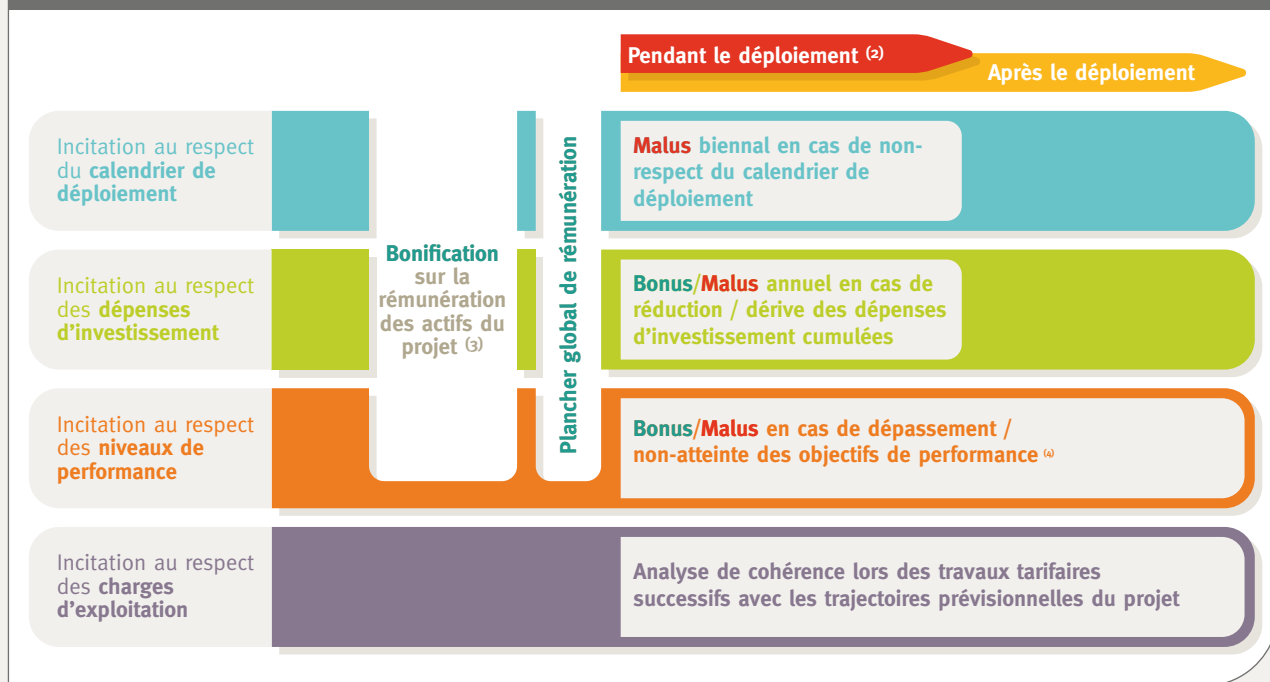 Pendant le déploiement (2)
Après le déploiement
Incitation au respect
du calendrier de
déploiement
Malus biennal en cas de non-
respect du calendrier de
déploiement
Bonification
sur la
rémunération
des actifs du
projet (3)
Plancher global de rémunération
Incitation au respect
des dépenses
d'investissement
Bonus/Malus annuel en cas de
réduction / dérive des dépenses
d'investissement cumulées
Incitation au respect
des niveaux de
performance
Bonus/Malus en cas de dépassement /
non-atteinte des objectifs de performance (4)
Incitation au respect
des charges
d'exploitation
Analyse de cohérence lors des travaux tarifaires
successifs avec les trajectoires prévisionnelles du projet